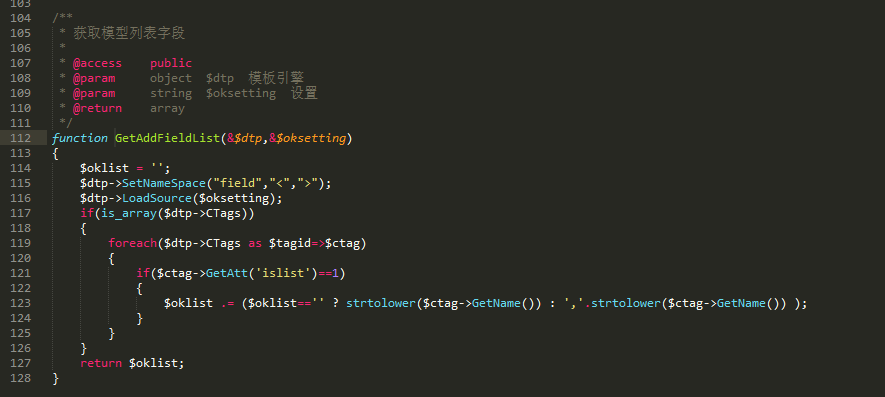 103
104 /**
105  * 获取模型列表字段
106  *
107  * @access    public
108  * @param     object  $dtp  模板引擎
109  * @param     string  $oksetting  设置
110  * @return    array
111  */
112 function GetAddFieldList(&$dtp,&$oksetting)
113 {
114     $oklist = '';
115     $dtp->SetNameSpace("field","<",">");
116     $dtp->LoadSource($oksetting);
117     if(is_array($dtp->CTags))
118     {
119         foreach($dtp->CTags as $tagid=>$ctag)
120         {
121             if($ctag->GetAtt('islist')==1)
122             {
123                 $oklist .= ($oklist=='' ? strtolower($ctag->GetName()) : ','.strtolower($ctag->GetName()) );
124             }
125         }
126     }
127     return $oklist;
128 }